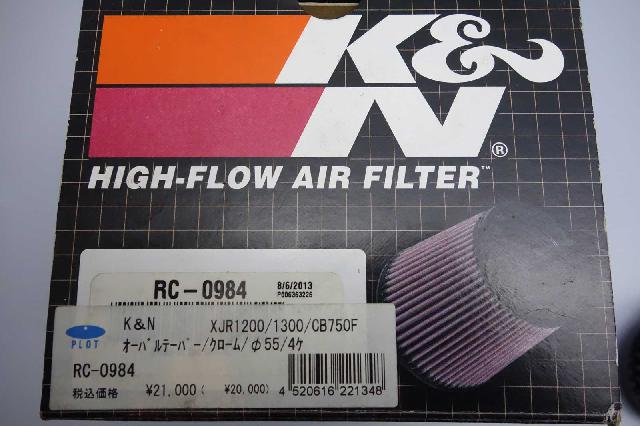 K&N®
HIGH-FLOW AIR FILTER™
RC-0984
8/6/2013
P006363226
PLOT
K&N XJR1200/1300/CB750F
オーバルテーパー/クローム/φ55/4ケ
RC-0984
税込価格 ¥21,000 ( ¥20,000)
4 520616 221348